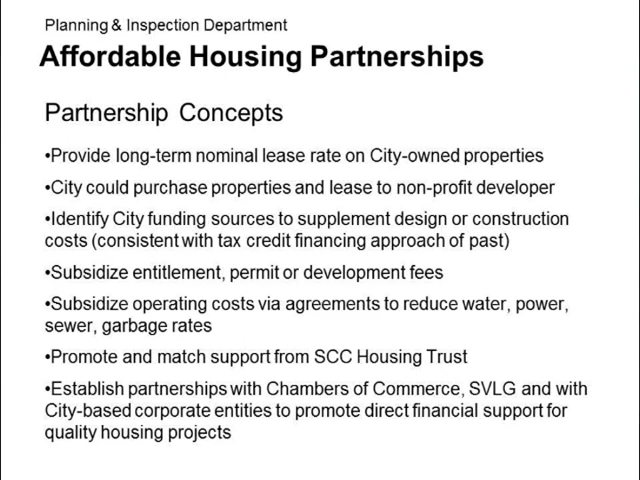 Planning & Inspection Department
Affordable Housing Partnerships
Partnership Concepts
•Provide long-term nominal lease rate on City-owned properties
•City could purchase properties and lease to non-profit developer
•Identify City funding sources to supplement design or construction
costs (consistent with tax credit financing approach of past)
•Subsidize entitlement, permit or development fees
•Subsidize operating costs via agreements to reduce water, power,
sewer, garbage rates
•Promote and match support from SCC Housing Trust
•Establish partnerships with Chambers of Commerce, SVLG and with
City-based corporate entities to promote direct financial support for
quality housing projects